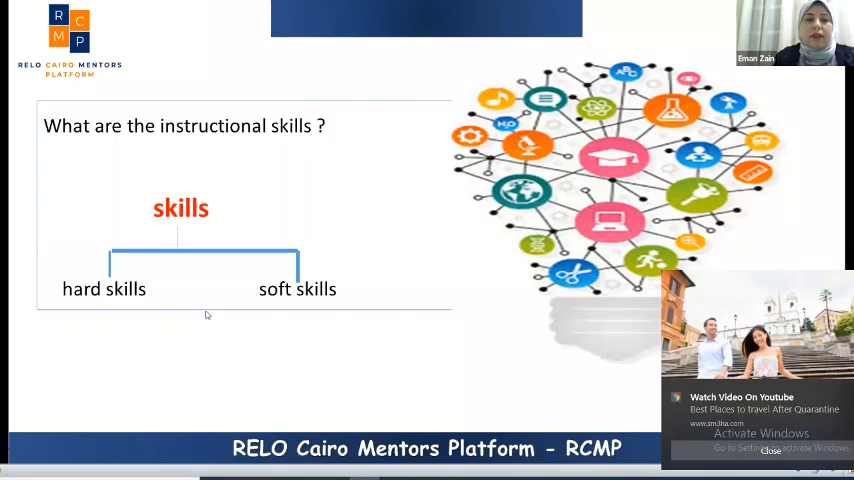 R C
M P
RELO CAIRO MENTORS
PLATFORM
Eman Zain
What are the instructional skills ?
skills
hard skills
soft skills
ABC
H₂O
Watch Video On Youtube
Best Places to travel After Quarantine
www.sm3ha.com
Activate Windows
Go to Settings to activate Windows.
Close
RELO Cairo Mentors Platform - RCMP